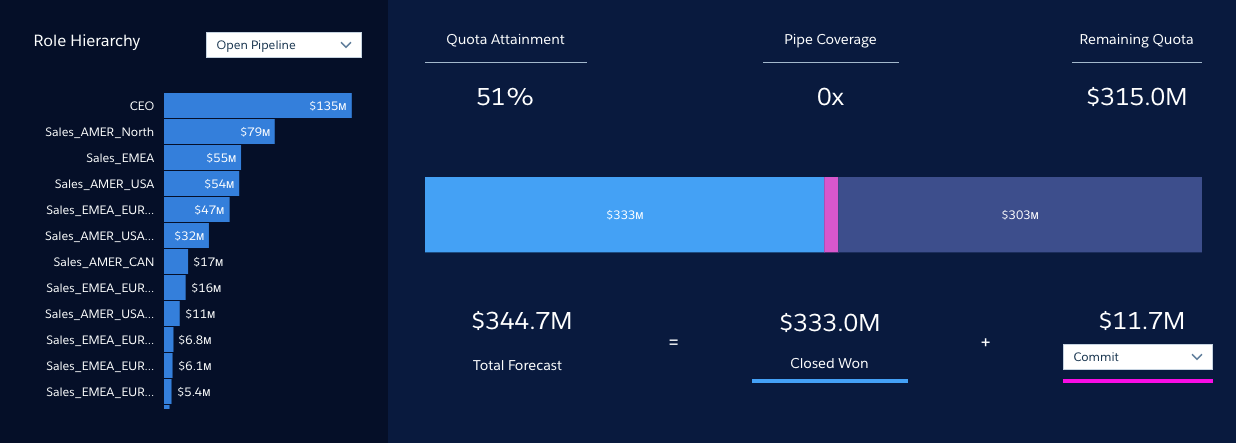 Role Hierarchy
Open Pipeline
CEO $135M
Sales_AMER_North $79M
Sales_EMEA $55M
Sales_AMER_USA $54M
Sales_EMEA_EUR... $47M
Sales_AMER_USA... $32M
Sales_AMER_CAN $17M
Sales_EMEA_EUR... $16M
Sales_AMER_USA... $11M
Sales_EMEA_EUR... $6.8M
Sales_EMEA_EUR... $6.1M
Sales_EMEA_EUR... $5.4M
Quota Attainment
51%
Pipe Coverage
0x
Remaining Quota
$315.0M
$333M
$303M
$344.7M
Total Forecast
=
$333.0M
Closed Won
+
$11.7M
Commit